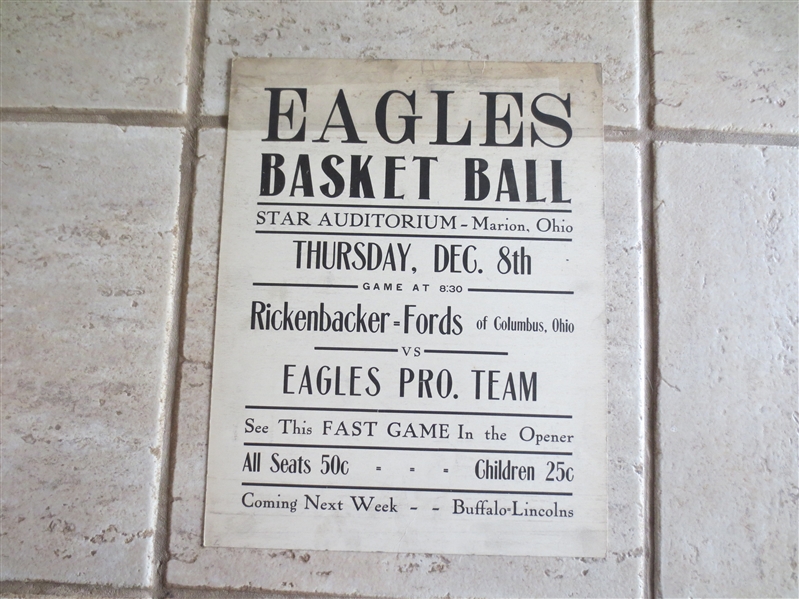 EAGLES
BASKET BALL
STAR AUDITORIUM - Marion, Ohio
THURSDAY, DEC. 8th
GAME AT 8:30
Rickenbacker=Fords of Columbus, Ohio
VS
EAGLES PRO. TEAM
See This FAST GAME In the Opener
All Seats 50c - - - Children 25c
Coming Next Week - - Buffalo-Lincolns